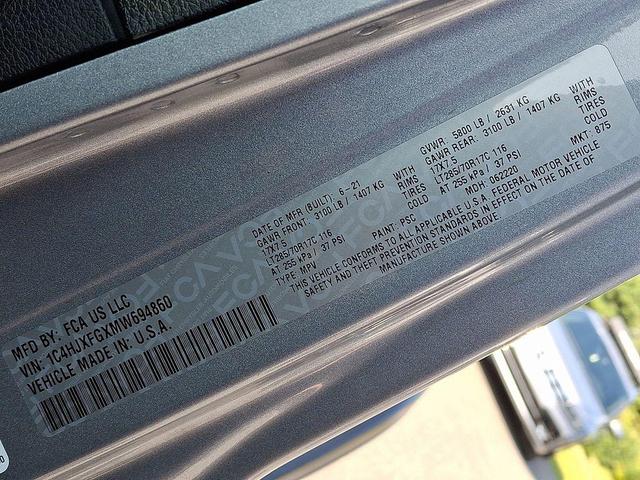 MFD BY: FCA US LLC
VIN: 1C4HJXFGXMW694860
VEHICLE MADE IN: U.S.A.
DATE OF MFR (BUILT): 6-21 GVWR: 5800 LB / 2631 KG
GAWR FRONT: 3100 LB / 1407 KG WITH GAWR REAR: 3100 LB / 1407 KG WITH
17X7.5 RIMS 17X7.5 RIMS
LT285/70R17C 116 TIRES LT285/70R17C 116 TIRES
AT 255 kPa / 37 PSI COLD AT 255 kPa / 37 PSI COLD
TYPE: MPV PAINT: PSC MDH: 062220 MKT: 875
THIS VEHICLE CONFORMS TO ALL APPLICABLE U.S.A. FEDERAL MOTOR VEHICLE
SAFETY AND THEFT PREVENTION STANDARDS IN EFFECT ON THE DATE OF
MANUFACTURE SHOWN ABOVE.